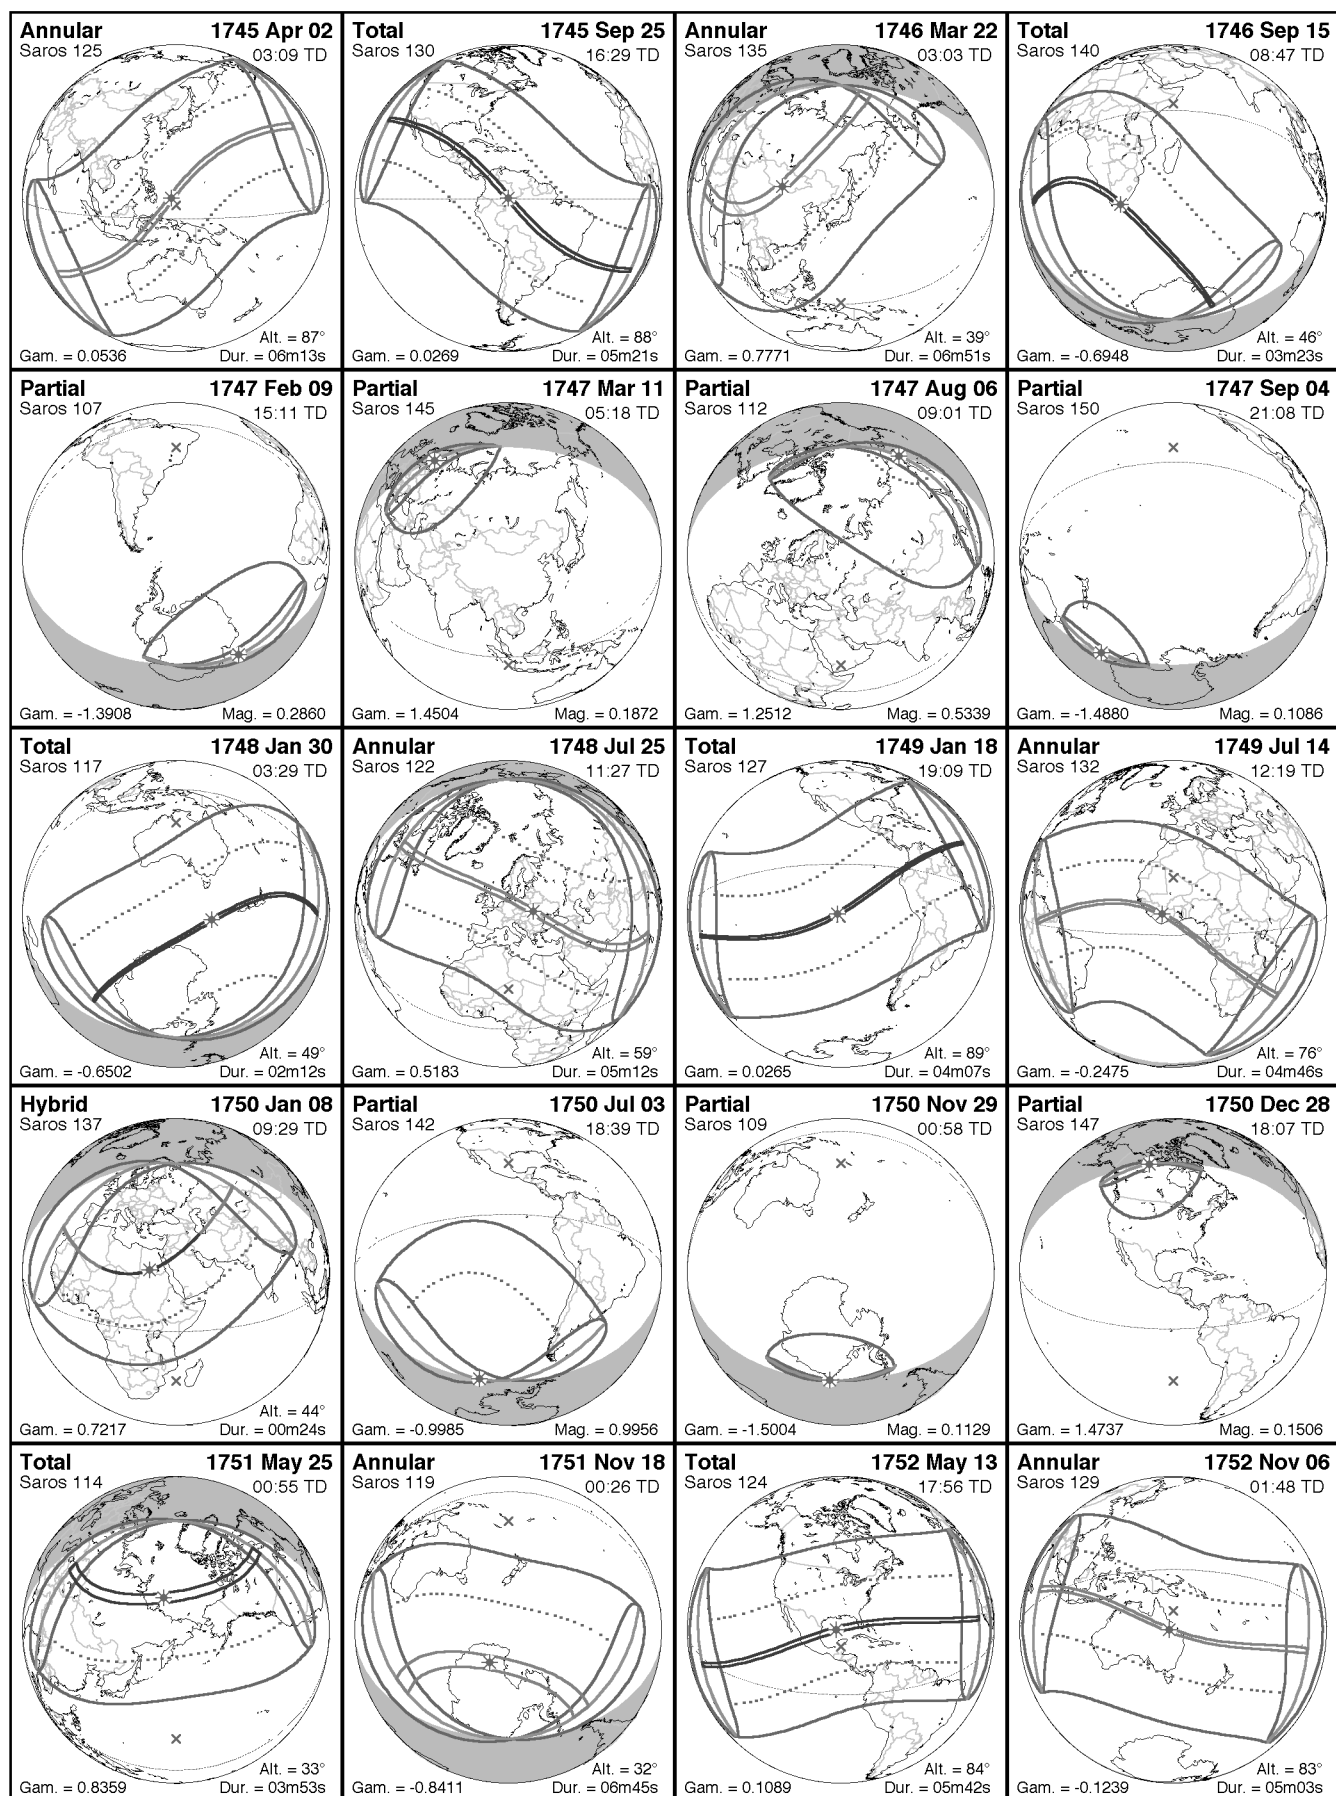 Annular 1745 Apr 02
Saros 125 03:09 TD
Alt. = 87°
Gam. = 0.0536 Dur. = 06m13s
Total 1745 Sep 25
Saros 130 16:29 TD
Alt. = 88°
Gam. = 0.0269 Dur. = 05m21s
Annular 1746 Mar 22
Saros 135 03:03 TD
Alt. = 39°
Gam. = 0.7771 Dur. = 06m51s
Total 1746 Sep 15
Saros 140 08:47 TD
Alt. = 46°
Gam. = -0.6948 Dur. = 03m23s
Partial 1747 Feb 09
Saros 107 15:11 TD
Gam. = -1.3908 Mag. = 0.2860
Partial 1747 Mar 11
Saros 145 05:18 TD
Gam. = 1.4504 Mag. = 0.1872
Partial 1747 Aug 06
Saros 112 09:01 TD
Gam. = 1.2512 Mag. = 0.5339
Partial 1747 Sep 04
Saros 150 21:08 TD
Gam. = -1.4880 Mag. = 0.1086
Total 1748 Jan 30
Saros 117 03:29 TD
Alt. = 49°
Gam. = -0.6502 Dur. = 02m12s
Annular 1748 Jul 25
Saros 122 11:27 TD
Alt. = 59°
Gam. = 0.5183 Dur. = 05m12s
Total 1749 Jan 18
Saros 127 19:09 TD
Alt. = 89°
Gam. = 0.0265 Dur. = 04m07s
Annular 1749 Jul 14
Saros 132 12:19 TD
Alt. = 76°
Gam. = -0.2475 Dur. = 04m46s
Hybrid 1750 Jan 08
Saros 137 09:29 TD
Alt. = 44°
Gam. = 0.7217 Dur. = 00m24s
Partial 1750 Jul 03
Saros 142 18:39 TD
Gam. = -0.9985 Mag. = 0.9956
Partial 1750 Nov 29
Saros 109 00:58 TD
Gam. = -1.5004 Mag. = 0.1129
Partial 1750 Dec 28
Saros 147 18:07 TD
Gam. = 1.4737 Mag. = 0.1506
Total 1751 May 25
Saros 114 00:55 TD
Alt. = 33°
Gam. = 0.8359 Dur. = 03m53s
Annular 1751 Nov 18
Saros 119 00:26 TD
Alt. = 32°
Gam. = -0.8411 Dur. = 06m45s
Total 1752 May 13
Saros 124 17:56 TD
Alt. = 84°
Gam. = 0.1089 Dur. = 05m42s
Annular 1752 Nov 06
Saros 129 01:48 TD
Alt. = 83°
Gam. = -0.1239 Dur. = 05m03s